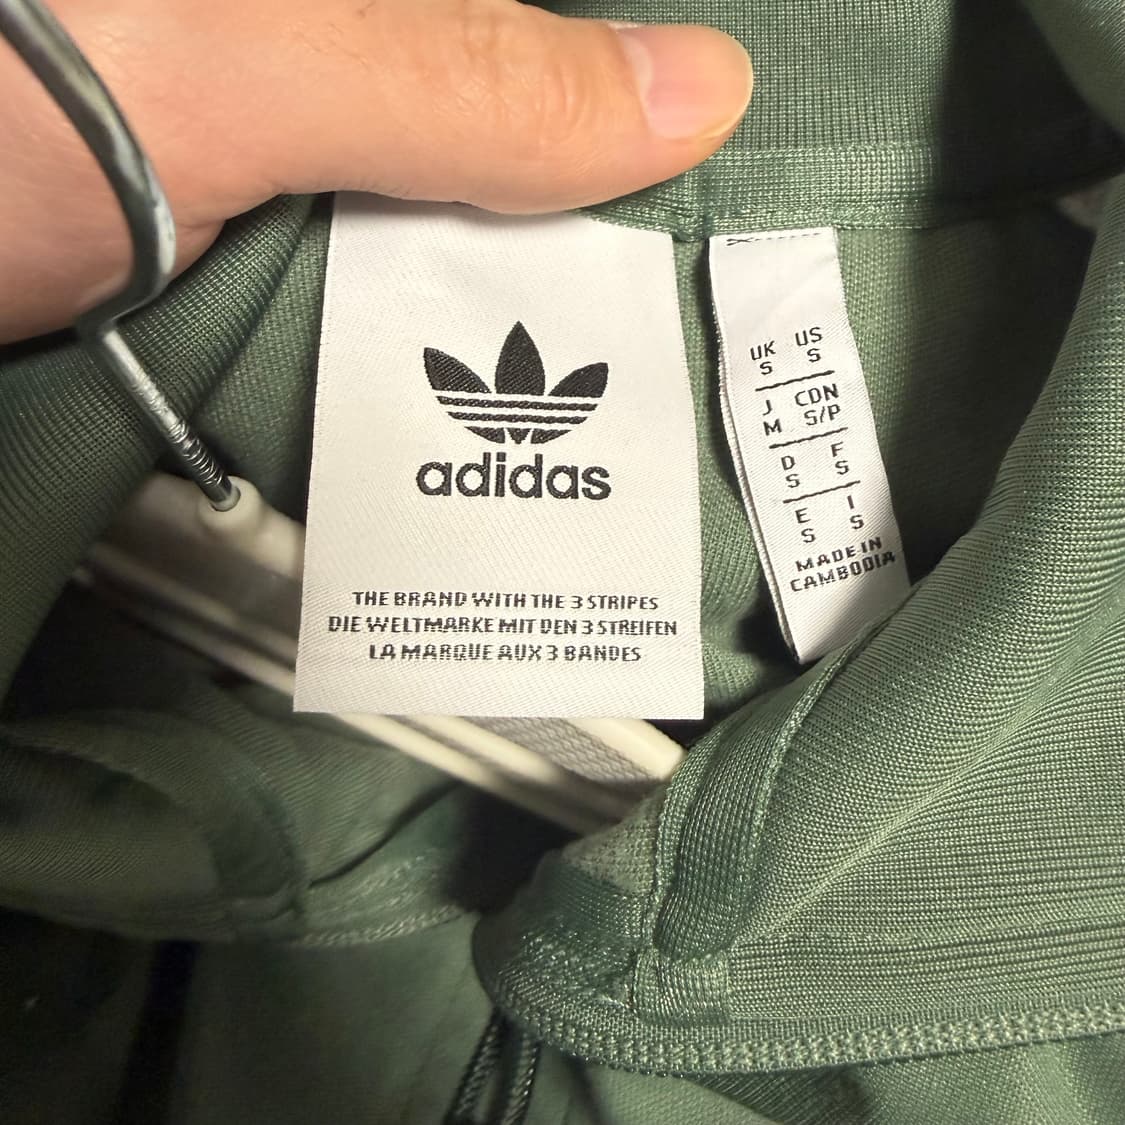 adidas
THE BRAND WITH THE 3 STRIPES
DIE WELTMARKE MIT DEN 3 STREIFEN
LA MARQUE AUX 3 BANDES
UK US
S S
J CDN
M S/P
D F
S S
E I
S S
MADE IN
CAMBODIA